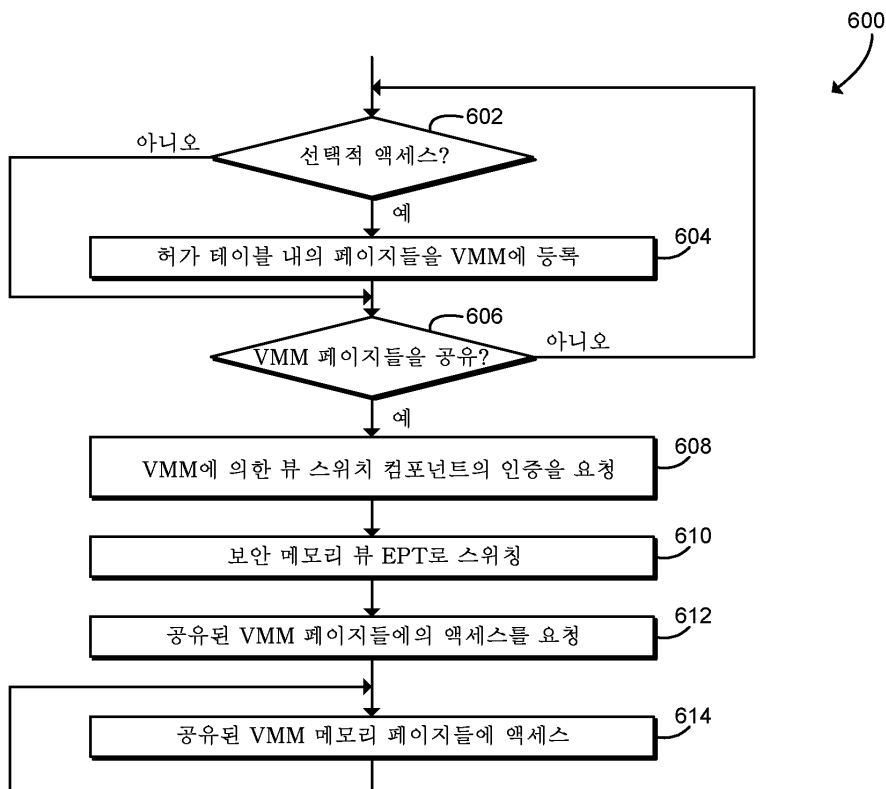 600
602
아니오
선택적 액세스?
예
604
허가 테이블 내의 페이지들을 VMM에 등록
606
VMM 페이지들을 공유?
아니오
예
608
VMM에 의한 뷰 스위치 컴포넌트의 인증을 요청
610
보안 메모리 뷰 EPT로 스위칭
612
공유된 VMM 페이지들에의 액세스를 요청
614
공유된 VMM 메모리 페이지들에 액세스